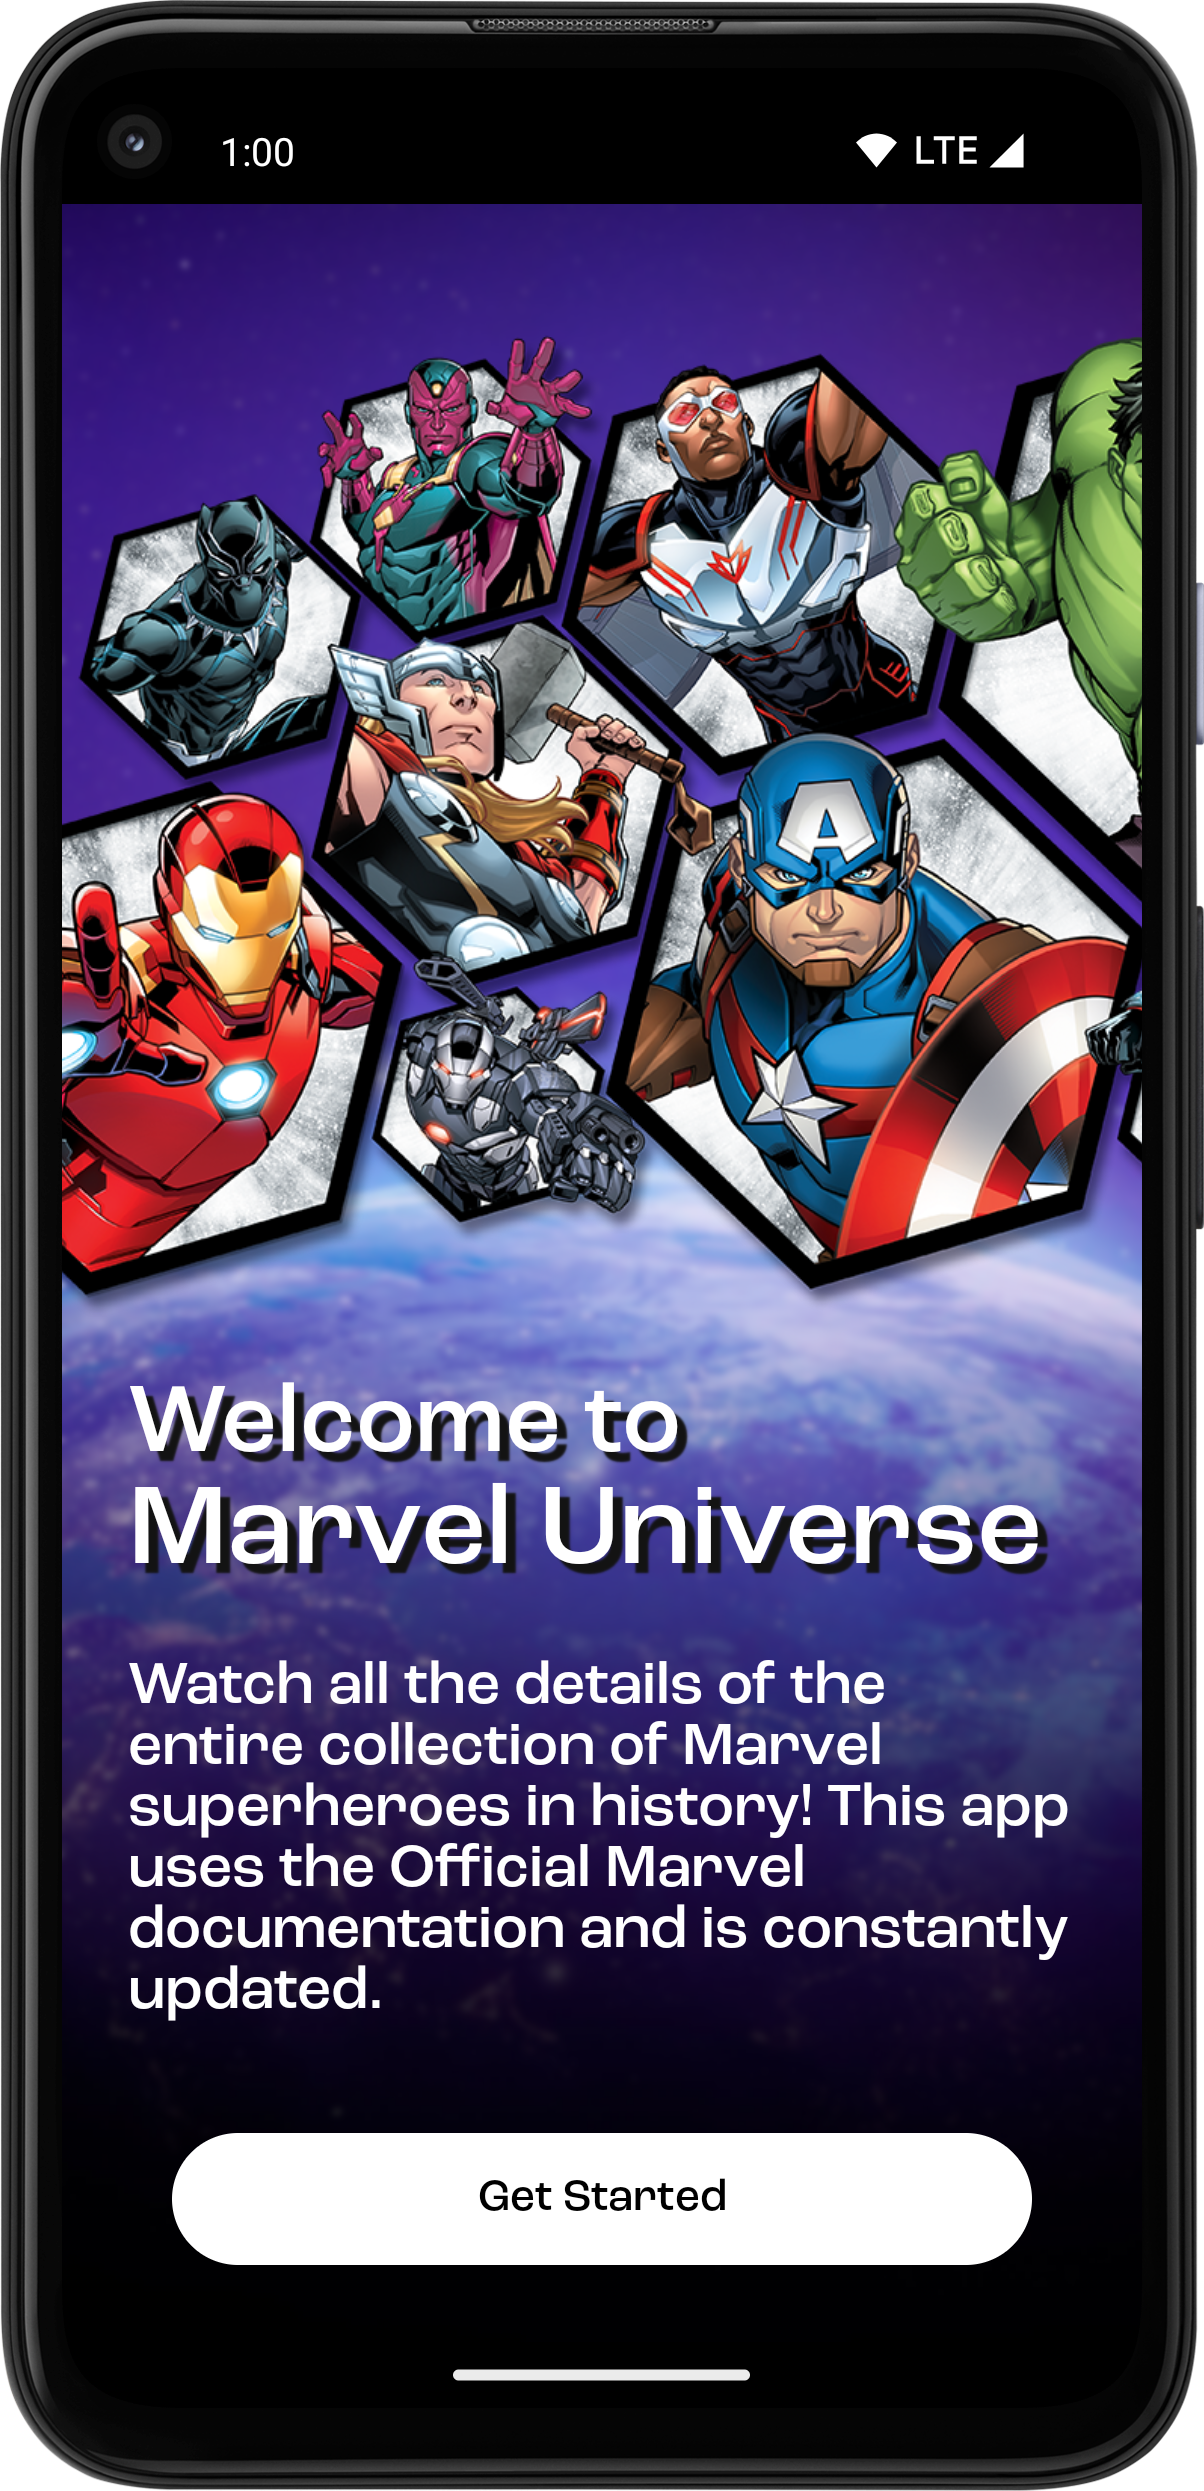 1:00 LTE
A
Welcome to
Marvel Universe
Watch all the details of the
entire collection of Marvel
superheroes in history! This app
uses the Official Marvel
documentation and is constantly
updated.
Get Started